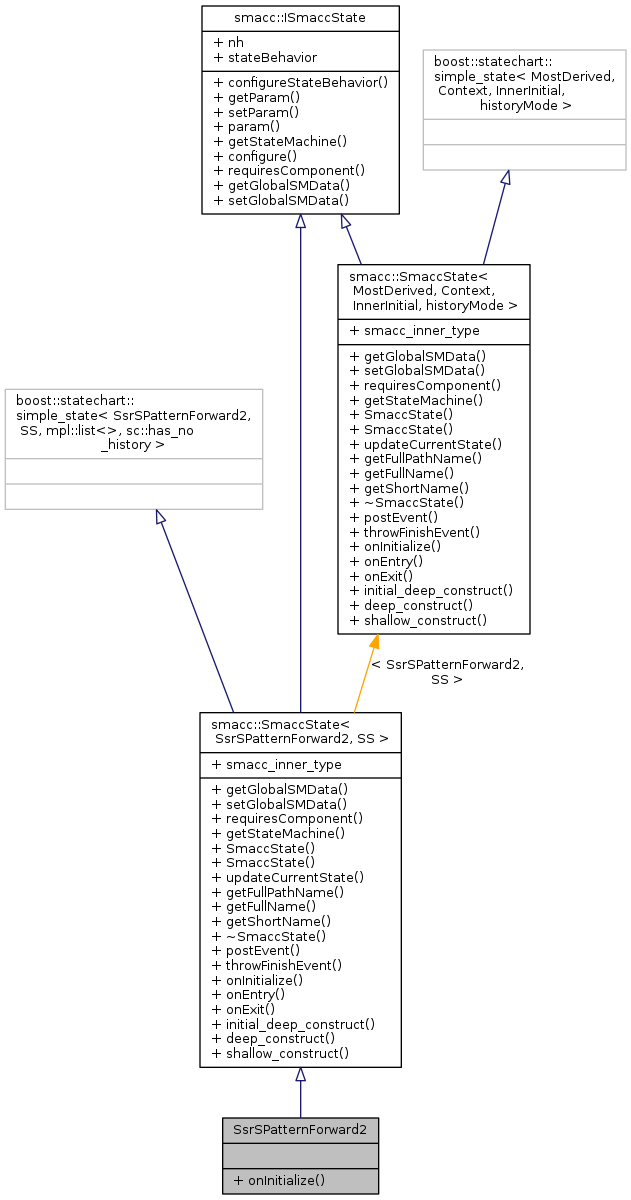 smacc::ISmaccState
+ nh
+ stateBehavior
+ configureStateBehavior()
+ getParam()
+ setParam()
+ param()
+ getStateMachine()
+ configure()
+ requiresComponent()
+ getGlobalSMData()
+ setGlobalSMData()
boost::statechart::
simple_state< MostDerived,
Context, InnerInitial,
historyMode >
smacc::SmaccState<
MostDerived, Context,
InnerInitial, historyMode >
+ smacc_inner_type
+ getGlobalSMData()
+ setGlobalSMData()
+ requiresComponent()
+ getStateMachine()
+ SmaccState()
+ SmaccState()
+ updateCurrentState()
+ getFullPathName()
+ getFullName()
+ getShortName()
+ ~SmaccState()
+ postEvent()
+ throwFinishEvent()
+ onInitialize()
+ onEntry()
+ onExit()
+ initial_deep_construct()
+ deep_construct()
+ shallow_construct()
boost::statechart::
simple_state< SsrSPatternForward2,
SS, mpl::list<>, sc::has_no
_history >
< SsrSPatternForward2,
SS >
smacc::SmaccState<
SsrSPatternForward2, SS >
+ smacc_inner_type
+ getGlobalSMData()
+ setGlobalSMData()
+ requiresComponent()
+ getStateMachine()
+ SmaccState()
+ SmaccState()
+ updateCurrentState()
+ getFullPathName()
+ getFullName()
+ getShortName()
+ ~SmaccState()
+ postEvent()
+ throwFinishEvent()
+ onInitialize()
+ onEntry()
+ onExit()
+ initial_deep_construct()
+ deep_construct()
+ shallow_construct()
SsrSPatternForward2
+ onInitialize()